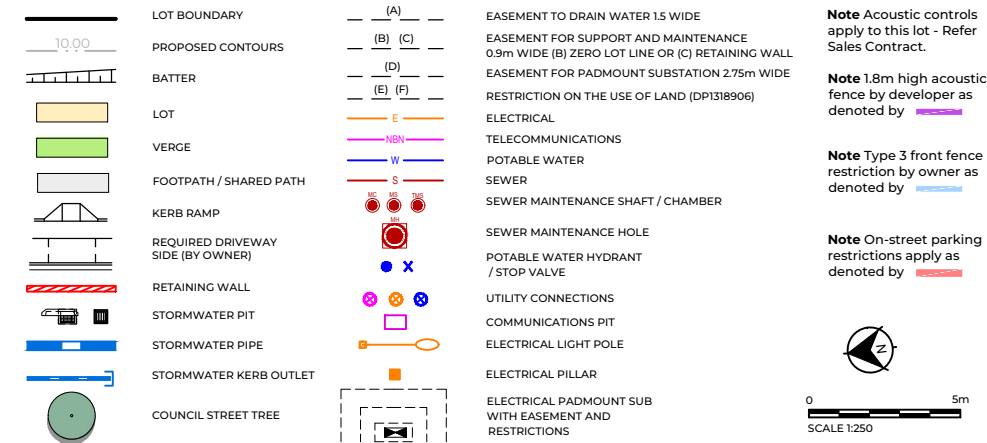 LOT BOUNDARY
10.00
PROPOSED CONTOURS
BATTER
LOT
VERGE
FOOTPATH / SHARED PATH
KERB RAMP
REQUIRED DRIVEWAY
SIDE (BY OWNER)
RETAINING WALL
STORMWATER PIT
STORMWATER PIPE
STORMWATER KERB OUTLET
COUNCIL STREET TREE
(A)
EASEMENT TO DRAIN WATER 1.5 WIDE
(B) (C)
EASEMENT FOR SUPPORT AND MAINTENANCE
0.9m WIDE (B) ZERO LOT LINE OR (C) RETAINING WALL
(D)
EASEMENT FOR PADMOUNT SUBSTATION 2.75m WIDE
(E) (F)
RESTRICTION ON THE USE OF LAND (DP1318906)
E
ELECTRICAL
NBN
TELECOMMUNICATIONS
W
POTABLE WATER
S
SEWER
MC MS TMS
SEWER MAINTENANCE SHAFT / CHAMBER
MH
SEWER MAINTENANCE HOLE
POTABLE WATER HYDRANT
/ STOP VALVE
UTILITY CONNECTIONS
COMMUNICATIONS PIT
ELECTRICAL LIGHT POLE
ELECTRICAL PILLAR
ELECTRICAL PADMOUNT SUB
WITH EASEMENT AND
RESTRICTIONS
Note Acoustic controls
apply to this lot - Refer
Sales Contract.
Note 1.8m high acoustic
fence by developer as
denoted by
Note Type 3 front fence
restriction by owner as
denoted by
Note On-street parking
restrictions apply as
denoted by
N
0 5m
SCALE 1:250